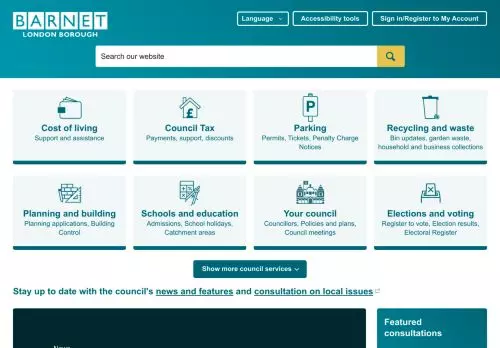 BARNET
LONDON BOROUGH
Language
Accessibility tools
Sign in/Register to My Account
Search our website
Cost of living
Support and assistance
Council Tax
Payments, support, discounts
Parking
Permits, Tickets, Penalty Charge
Notices
Recycling and waste
Bin updates, garden waste,
household and business collections
Planning and building
Planning applications, Building
Control
Schools and education
Admissions, School holidays,
Catchment areas
Your council
Councillors, Policies and plans,
Council meetings
Elections and voting
Register to vote, Election results,
Electoral Register
Show more council services
Stay up to date with the council's news and features and consultation on local issues
News
Featured
consultations